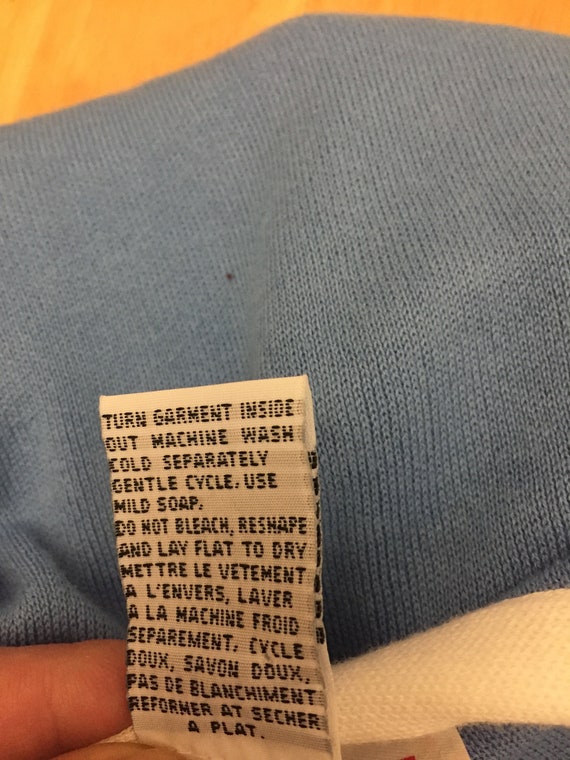 TURN GARMENT INSIDE
OUT MACHINE WASH
COLD SEPARATELY
GENTLE CYCLE, USE
MILD SOAP.
DO NOT BLEACH, RESHAPE
AND LAY FLAT TO DRY
METTRE LE VETEMENT
A L'ENVERS, LAVER
A LA MACHINE FROID
SEPAREMENT, CYCLE
DOUX, SAVON DOUX,
PAS DE BLANCHIMENT
REFORMER AT SECHER
A PLAT.